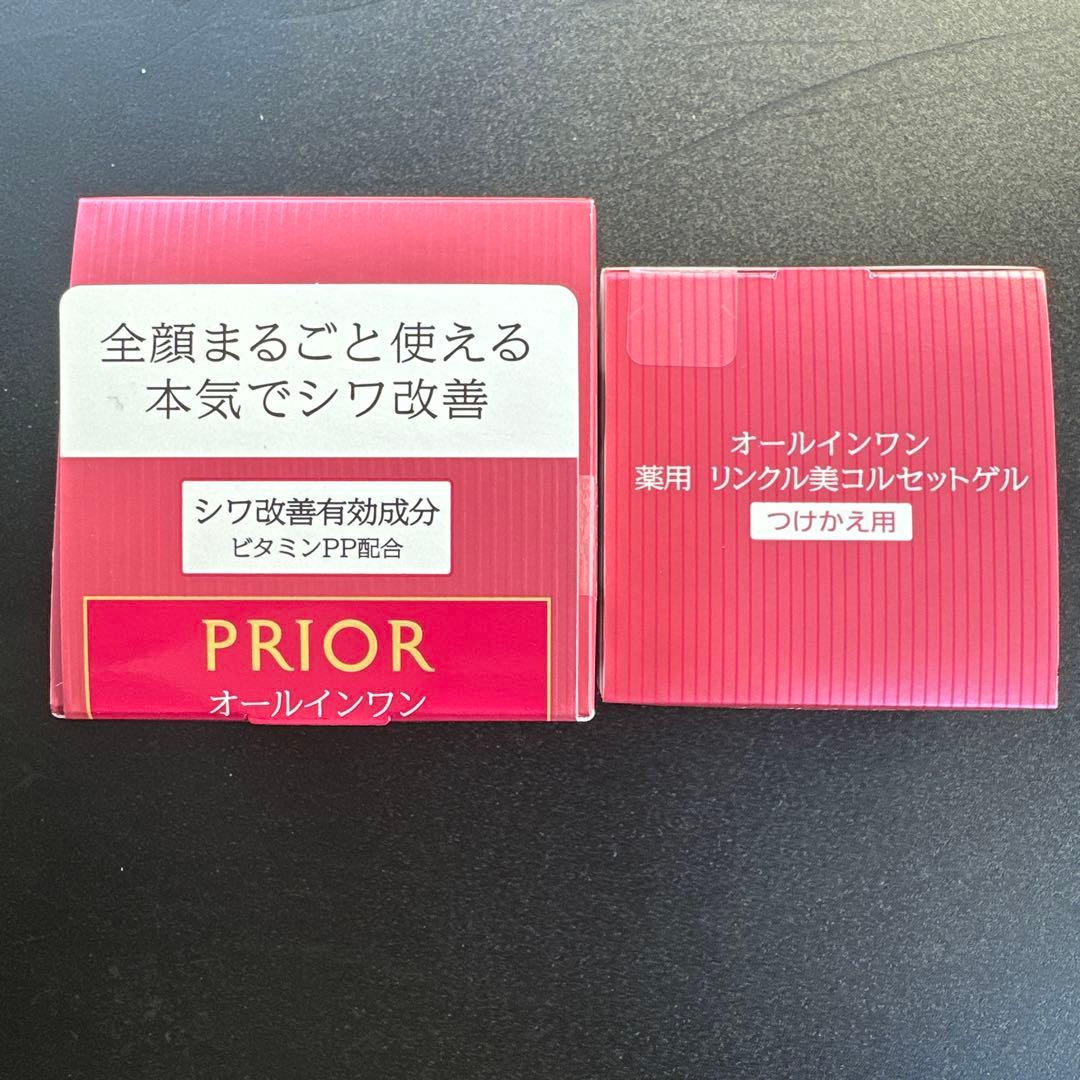 全顔まるごと使える
本気でシワ改善
シワ改善有効成分
ビタミンPP配合
PRIOR
オールインワン
オールインワン
薬用 リンクル美コルセットゲル
つけかえ用